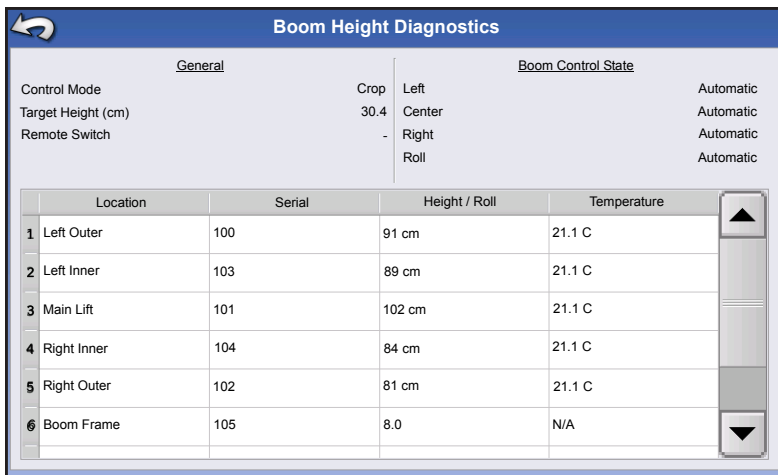 Boom Height Diagnostics
General
Control Mode Crop
Target Height (cm) 30.4
Remote Switch -
Boom Control State
Left Automatic
Center Automatic
Right Automatic
Roll Automatic
Location Serial Height / Roll Temperature
1 Left Outer 100 91 cm 21.1 C
2 Left Inner 103 89 cm 21.1 C
3 Main Lift 101 102 cm 21.1 C
4 Right Inner 104 84 cm 21.1 C
5 Right Outer 102 81 cm 21.1 C
6 Boom Frame 105 8.0 N/A